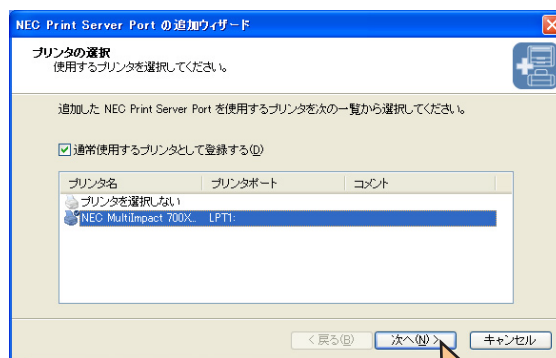 NEC Print Server Port の追加ウィザード
プリンタの選択
使用するプリンタを選択してください。
追加した NEC Print Server Port を使用するプリンタを次の一覧から選択してください。
通常使用するプリンタとして登録する(D)
プリンタ名 プリンタポート コメント
プリンタを選択しない
NEC MultiImpact 700X... LPT1:
< 戻る(B) 次へ(N) > キャンセル